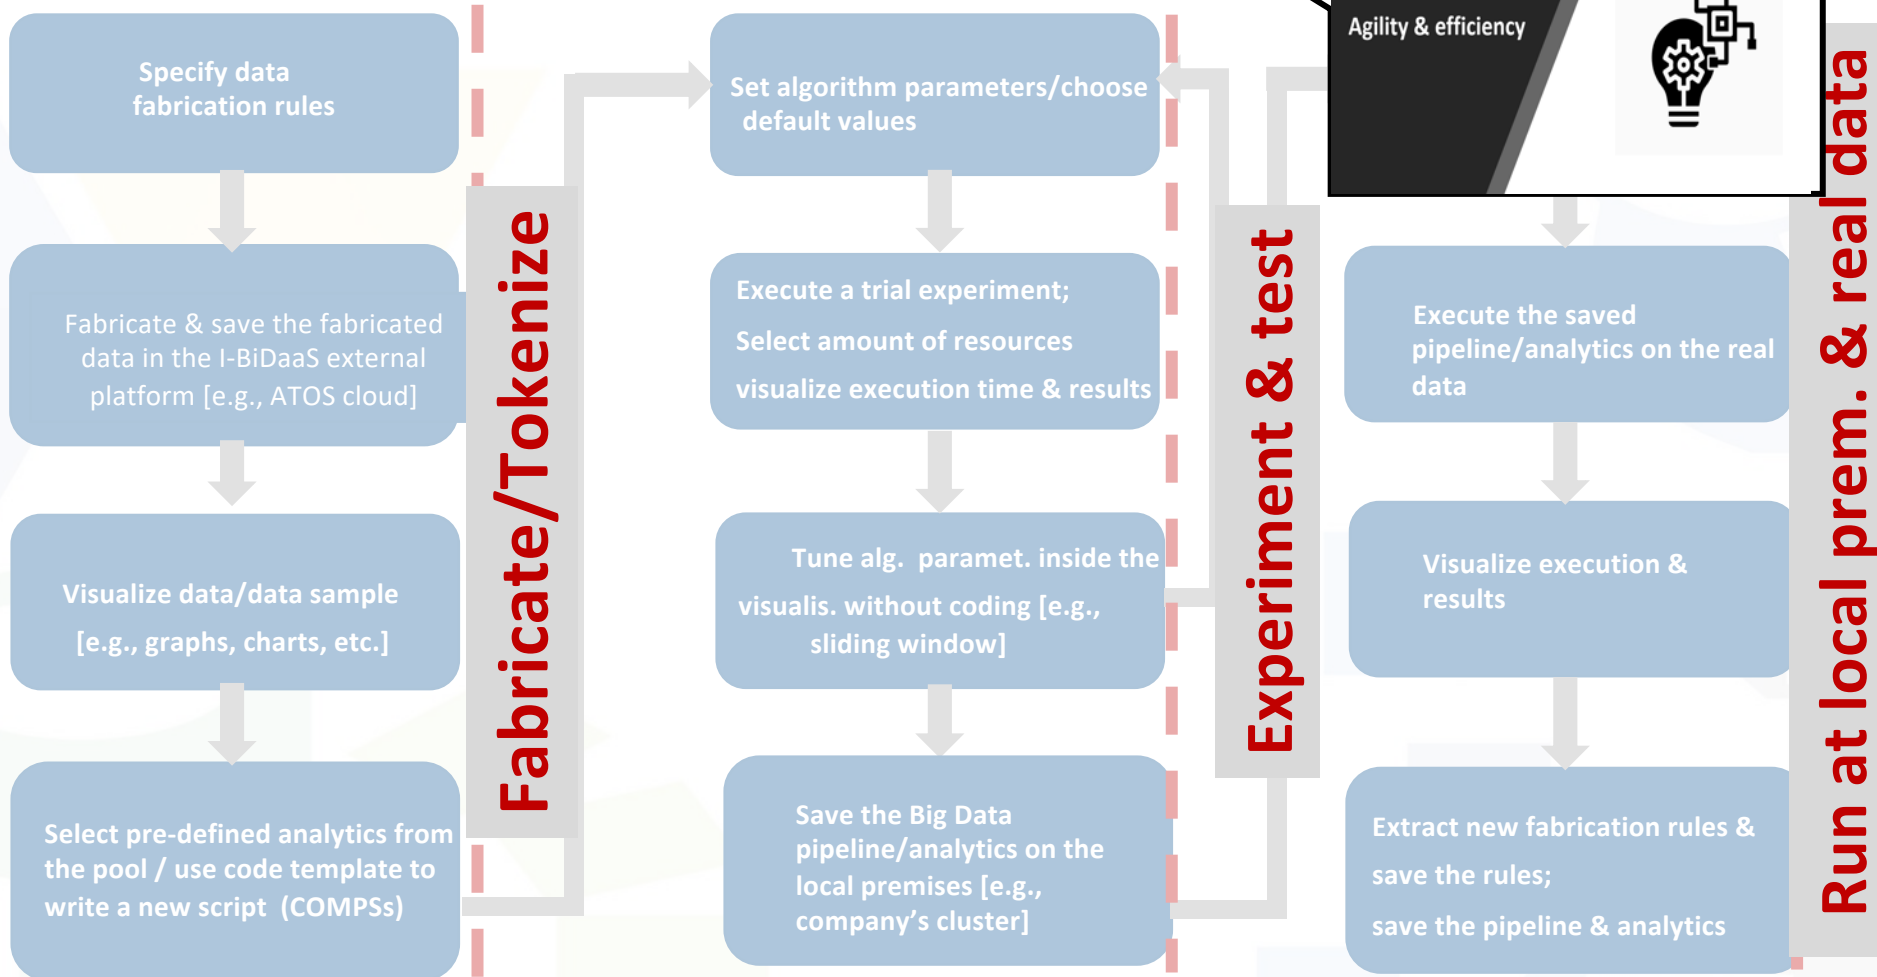 Specify data
fabrication rules
Fabricate & save the fabricated
data in the I-BiDaaS external
platform [e.g., ATOS cloud]
Visualize data/data sample
[e.g., graphs, charts, etc.]
Select pre-defined analytics from
the pool / use code template to
write a new script (COMPSs)
Fabricate/Tokenize
Set algorithm parameters/choose
default values
Execute a trial experiment;
Select amount of resources
visualize execution time & results
Tune alg. paramet. inside the
visualis. without coding [e.g.,
sliding window]
Save the Big Data
pipeline/analytics on the
local premises [e.g.,
company's cluster]
Experiment & test
Agility & efficiency
Execute the saved
pipeline/analytics on the real
data
Visualize execution &
results
Extract new fabrication rules &
save the rules;
save the pipeline & analytics
Run at local prem. & real data